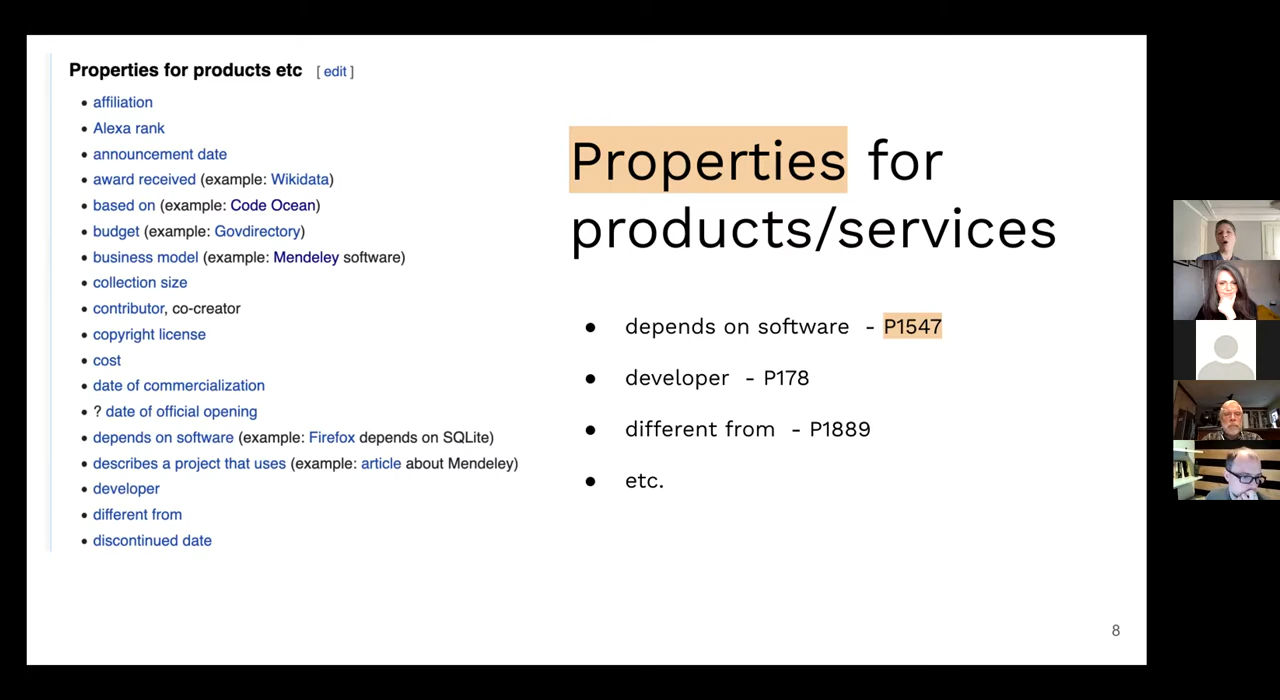 Properties for products etc [ edit ]
• affiliation
• Alexa rank
• announcement date
• award received (example: Wikidata)
• based on (example: Code Ocean)
• budget (example: Govdirectory)
• business model (example: Mendeley software)
• collection size
• contributor, co-creator
• copyright license
• cost
• date of commercialization
• ? date of official opening
• depends on software (example: Firefox depends on SQLite)
• describes a project that uses (example: article about Mendeley)
• developer
• different from
• discontinued date
Properties for
products/services
● depends on software - P1547
● developer - P178
● different from - P1889
● etc.
8